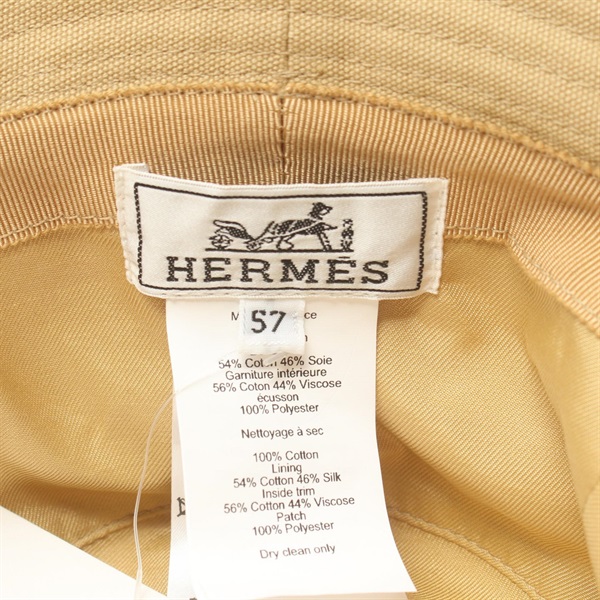 HERMÈS
57
54% Coton 46% Soie
Garniture intérieure
56% Coton 44% Viscose
écusson
100% Polyester
Nettoyage à sec
100% Cotton
Lining
54% Cotton 46% Silk
Inside trim
56% Cotton 44% Viscose
Patch
100% Polyester
Dry clean only